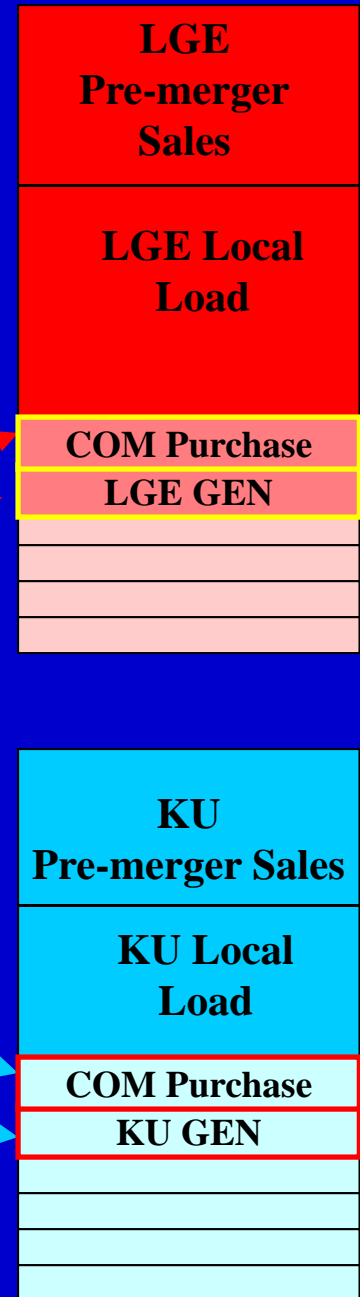 LGE
Pre-merger
Sales
LGE Local
Load
COM Purchase
LGE GEN
KU
Pre-merger Sales
KU Local
Load
COM Purchase
KU GEN